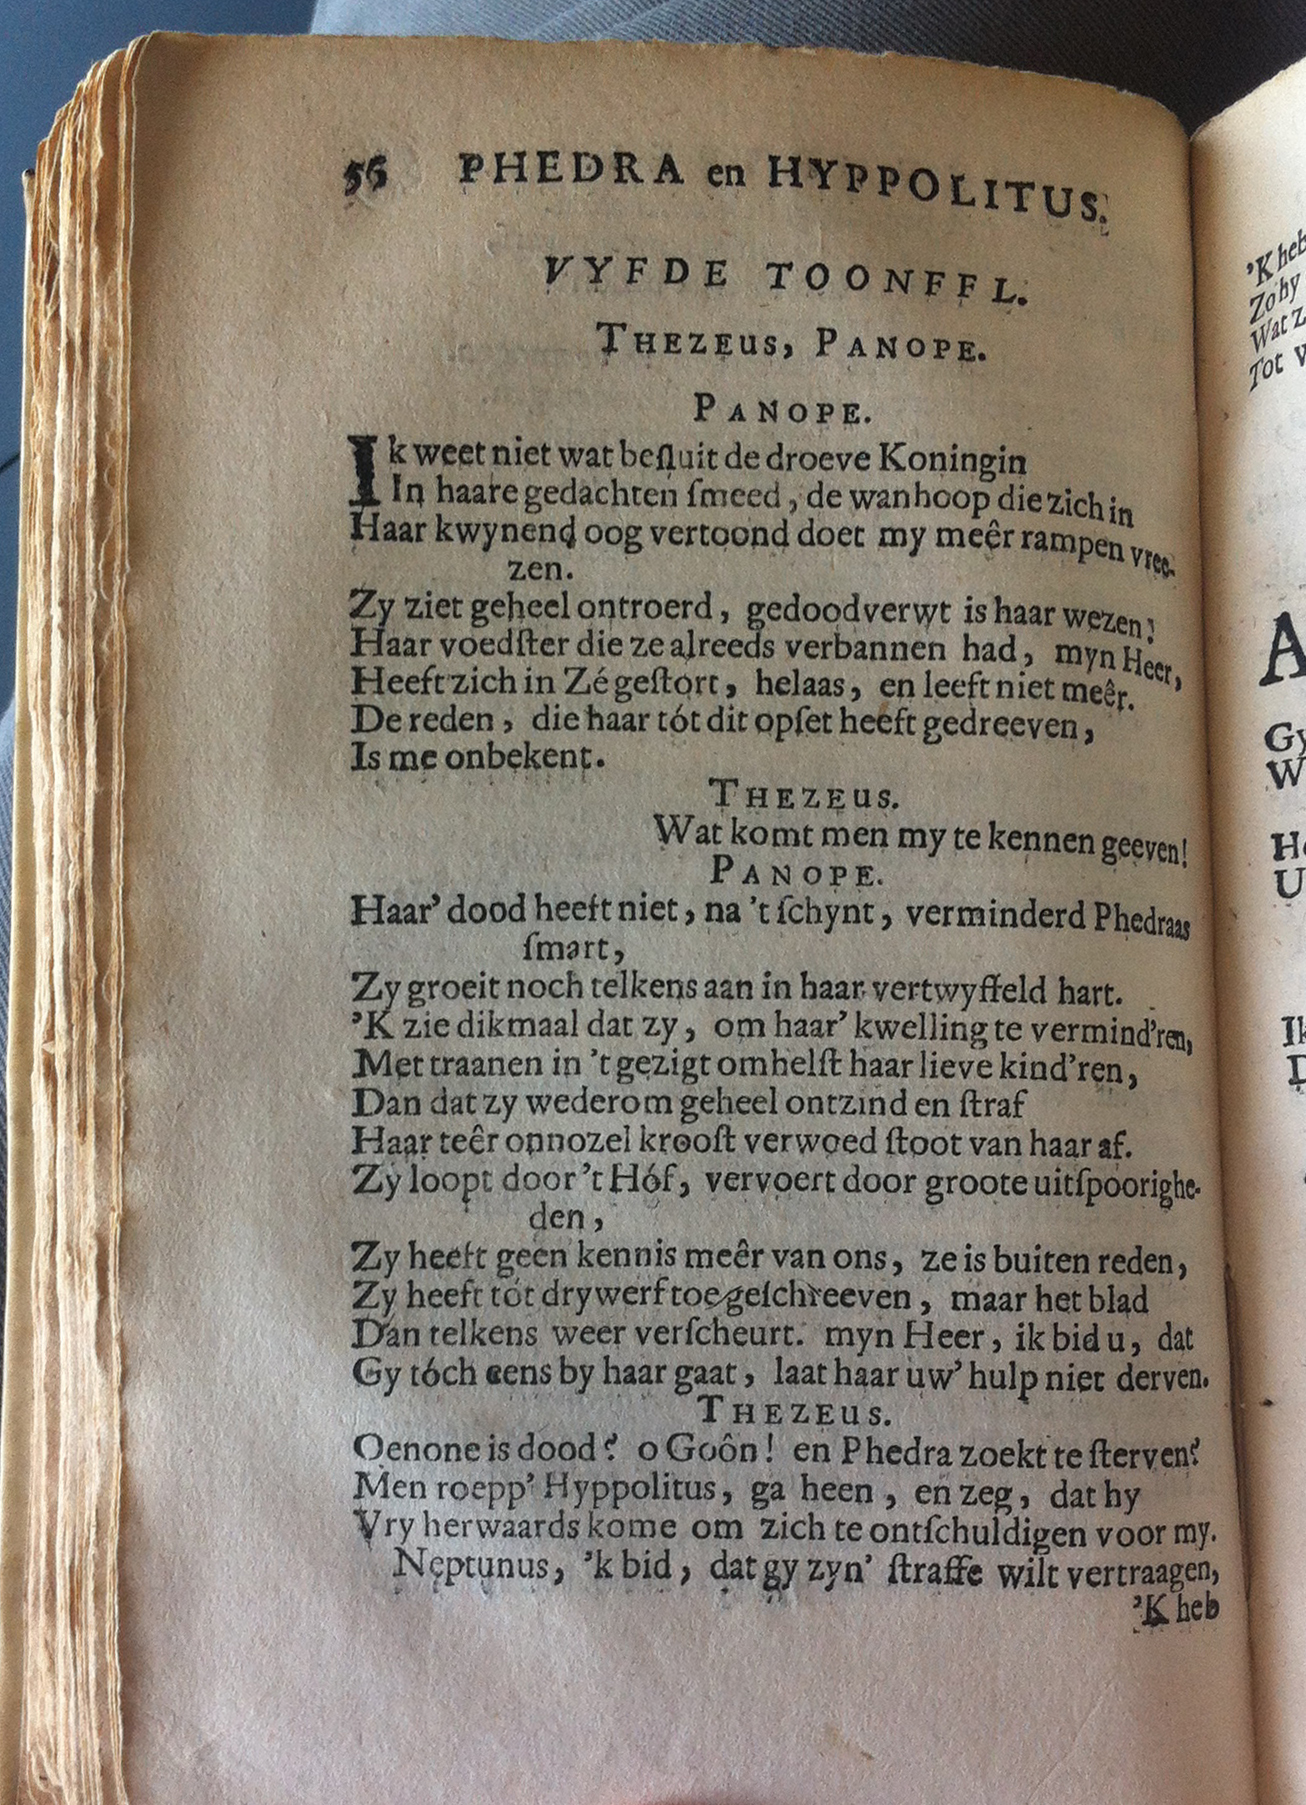 56 PHEDRA en HYPPOLITUS.
VYFDE TOONFFL.
THEZEUS, PANOPE.
PANOPE.
Ik weet niet wat beſluit de droeve Koningin
In haare gedachten ſmeed, de wanhoop die zich in
Haar kwynend oog vertoond doet my meêr rampen vree-
zen.
Zy ziet geheel ontroerd, gedoodverwt is haar wezen!
Haar voedſter die ze alreeds verbannen had, myn Heer,
Heeft zich in Zé geſtort, helaas, en leeft niet meêr.
De reden, die haar tót dit opſet heeft gedreeven,
Is me onbekent.
THEZEUS.
Wat komt men my te kennen geeven!
PANOPE.
Haar' dood heeft niet, na 't ſchynt, verminderd Phedraas
ſmart,
Zy groeit noch telkens aan in haar vertwyffeld hart.
'K zie dikmaal dat zy, om haar' kwelling te vermind'ren,
Met traanen in 't gezigt omhelſt haar lieve kind'ren,
Dan dat zy wederom geheel ontzind en ſtraf
Haar teêr onnozel krooſt verwoed ſtoot van haar af.
Zy loopt door 't Hóf, vervoert door groote uitſpoorighe-
den,
Zy heeft geen kennis meêr van ons, ze is buiten reden,
Zy heeft tót drywerf toe geſchreeven, maar het blad
Dan telkens weer verſcheurt. myn Heer, ik bid u, dat
Gy tóch eens by haar gaat, laat haar uw' hulp niet derven.
THEZEUS.
Oenone is dood? o Goôn! en Phedra zoekt te ſterven?
Men roepp' Hyppolitus, ga heen, en zeg, dat hy
Vry herwaards kome om zich te ontſchuldigen voor my.
Neptunus, 'k bid, dat gy zyn' ſtraffe wilt vertraagen,
'K heb
'K heb
Zo hy
Wat z
Tot
A
Gy
W
H
U
Ik